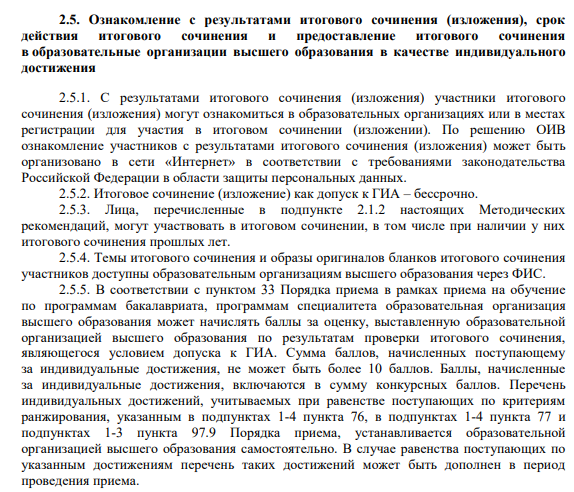 2.5. Ознакомление с результатами итогового сочинения (изложения), срок
действия итогового сочинения и предоставление итогового сочинения
в образовательные организации высшего образования в качестве индивидуального
достижения
2.5.1. С результатами итогового сочинения (изложения) участники итогового
сочинения (изложения) могут ознакомиться в образовательных организациях или в местах
регистрации для участия в итоговом сочинении (изложении). По решению ОИВ
ознакомление участников с результатами итогового сочинения (изложения) может быть
организовано в сети «Интернет» в соответствии с требованиями законодательства
Российской Федерации в области защиты персональных данных.
2.5.2. Итоговое сочинение (изложение) как допуск к ГИА – бессрочно.
2.5.3. Лица, перечисленные в подпункте 2.1.2 настоящих Методических
рекомендаций, могут участвовать в итоговом сочинении, в том числе при наличии у них
итогового сочинения прошлых лет.
2.5.4. Темы итогового сочинения и образы оригиналов бланков итогового сочинения
участников доступны образовательным организациям высшего образования через ФИС.
2.5.5. В соответствии с пунктом 33 Порядка приема в рамках приема на обучение
по программам бакалавриата, программам специалитета образовательная организация
высшего образования может начислять баллы за оценку, выставленную образовательной
организацией высшего образования по результатам проверки итогового сочинения,
являющегося условием допуска к ГИА. Сумма баллов, начисленных поступающему
за индивидуальные достижения, не может быть более 10 баллов. Баллы, начисленные
за индивидуальные достижения, включаются в сумму конкурсных баллов. Перечень
индивидуальных достижений, учитываемых при равенстве поступающих по критериям
ранжирования, указанным в подпунктах 1-4 пункта 76, в подпунктах 1-4 пункта 77 и
подпунктах 1-3 пункта 97.9 Порядка приема, устанавливается образовательной
организацией высшего образования самостоятельно. В случае равенства поступающих по
указанным достижениям перечень таких достижений может быть дополнен в период
проведения приема.